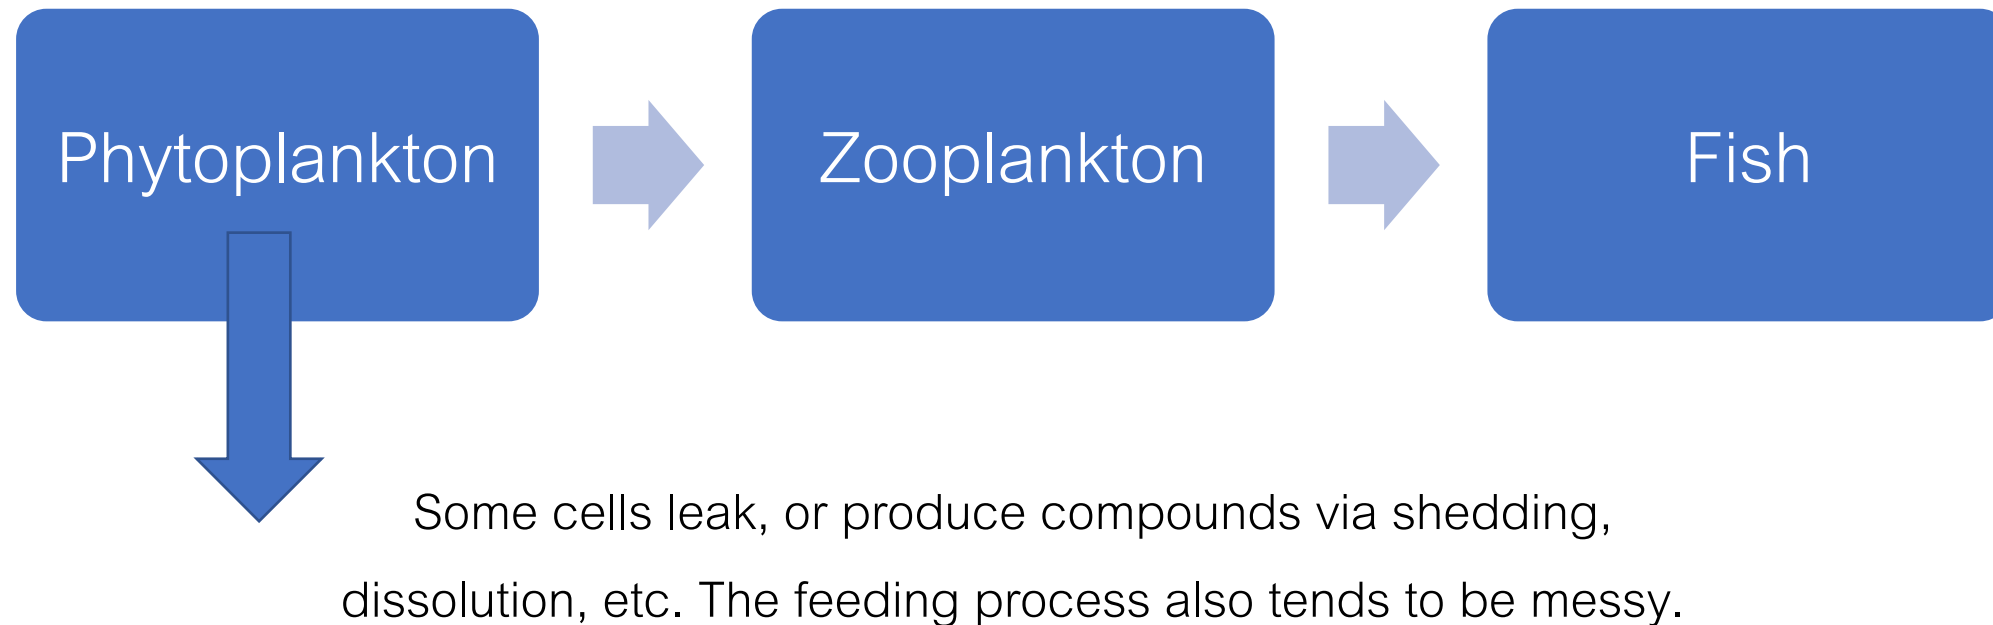 Phytoplankton
Zooplankton
Fish
Some cells leak, or produce compounds via shedding,
dissolution, etc. The feeding process also tends to be messy.